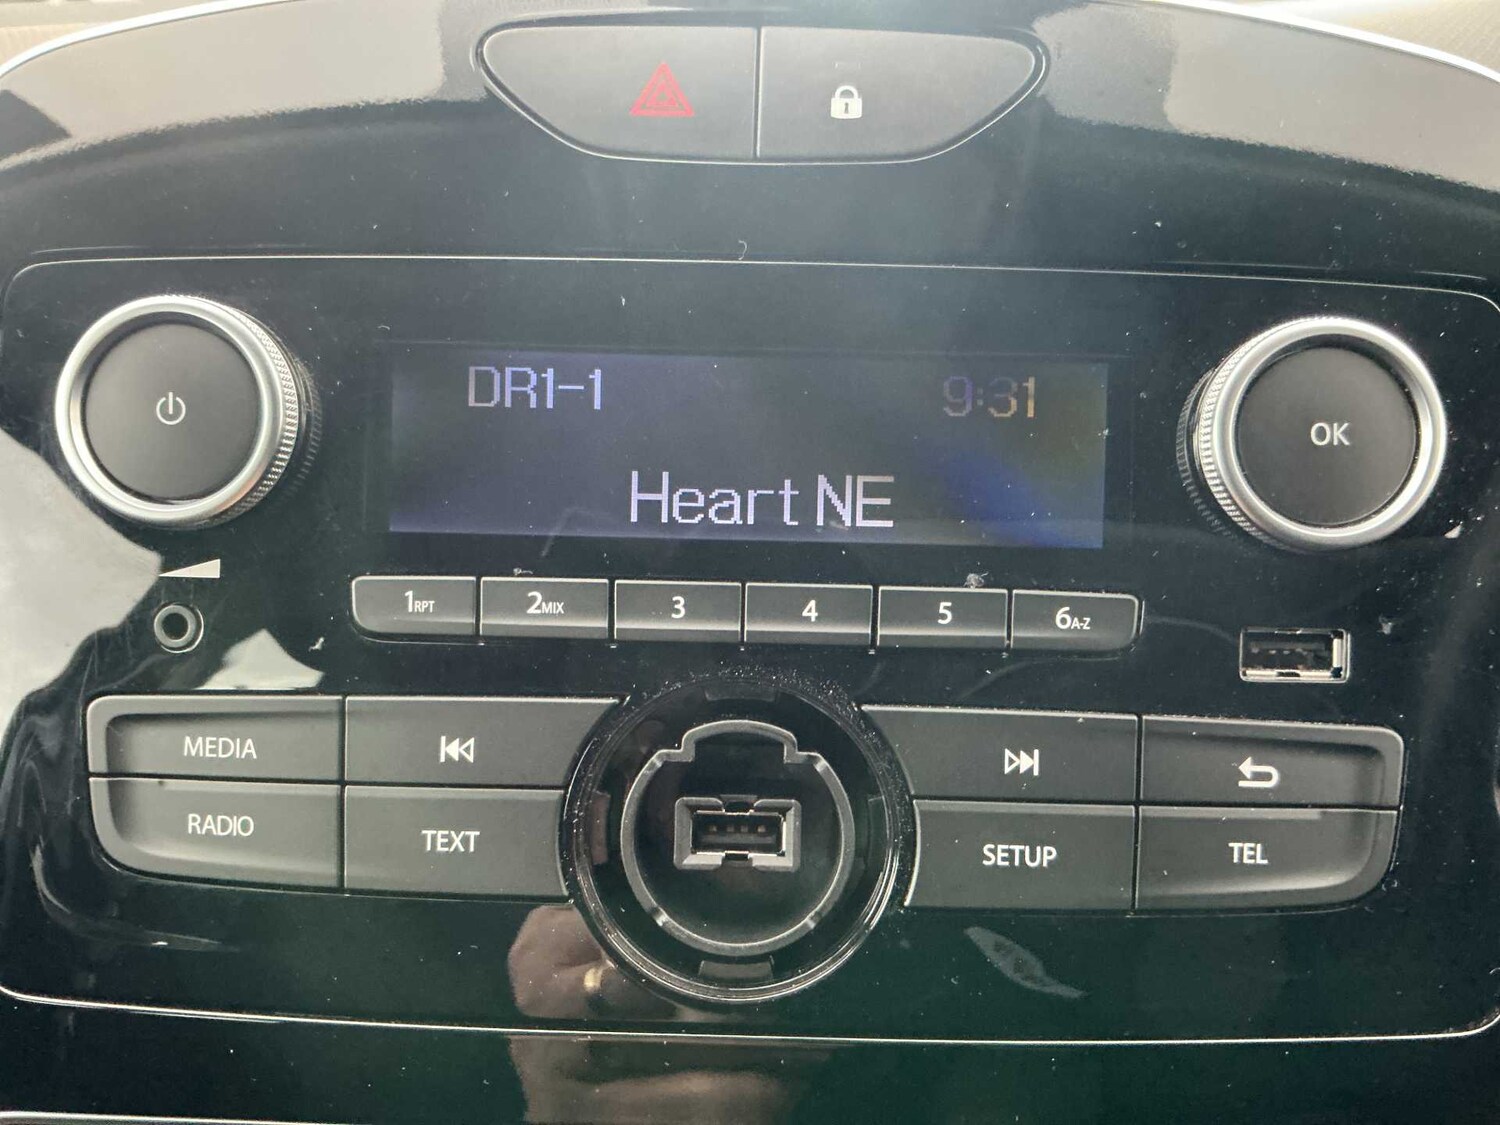 DR1-1 9:31
Heart NE
OK
1RPT 2MIX 3 4 5 6A-Z
MEDIA
RADIO TEXT SETUP TEL